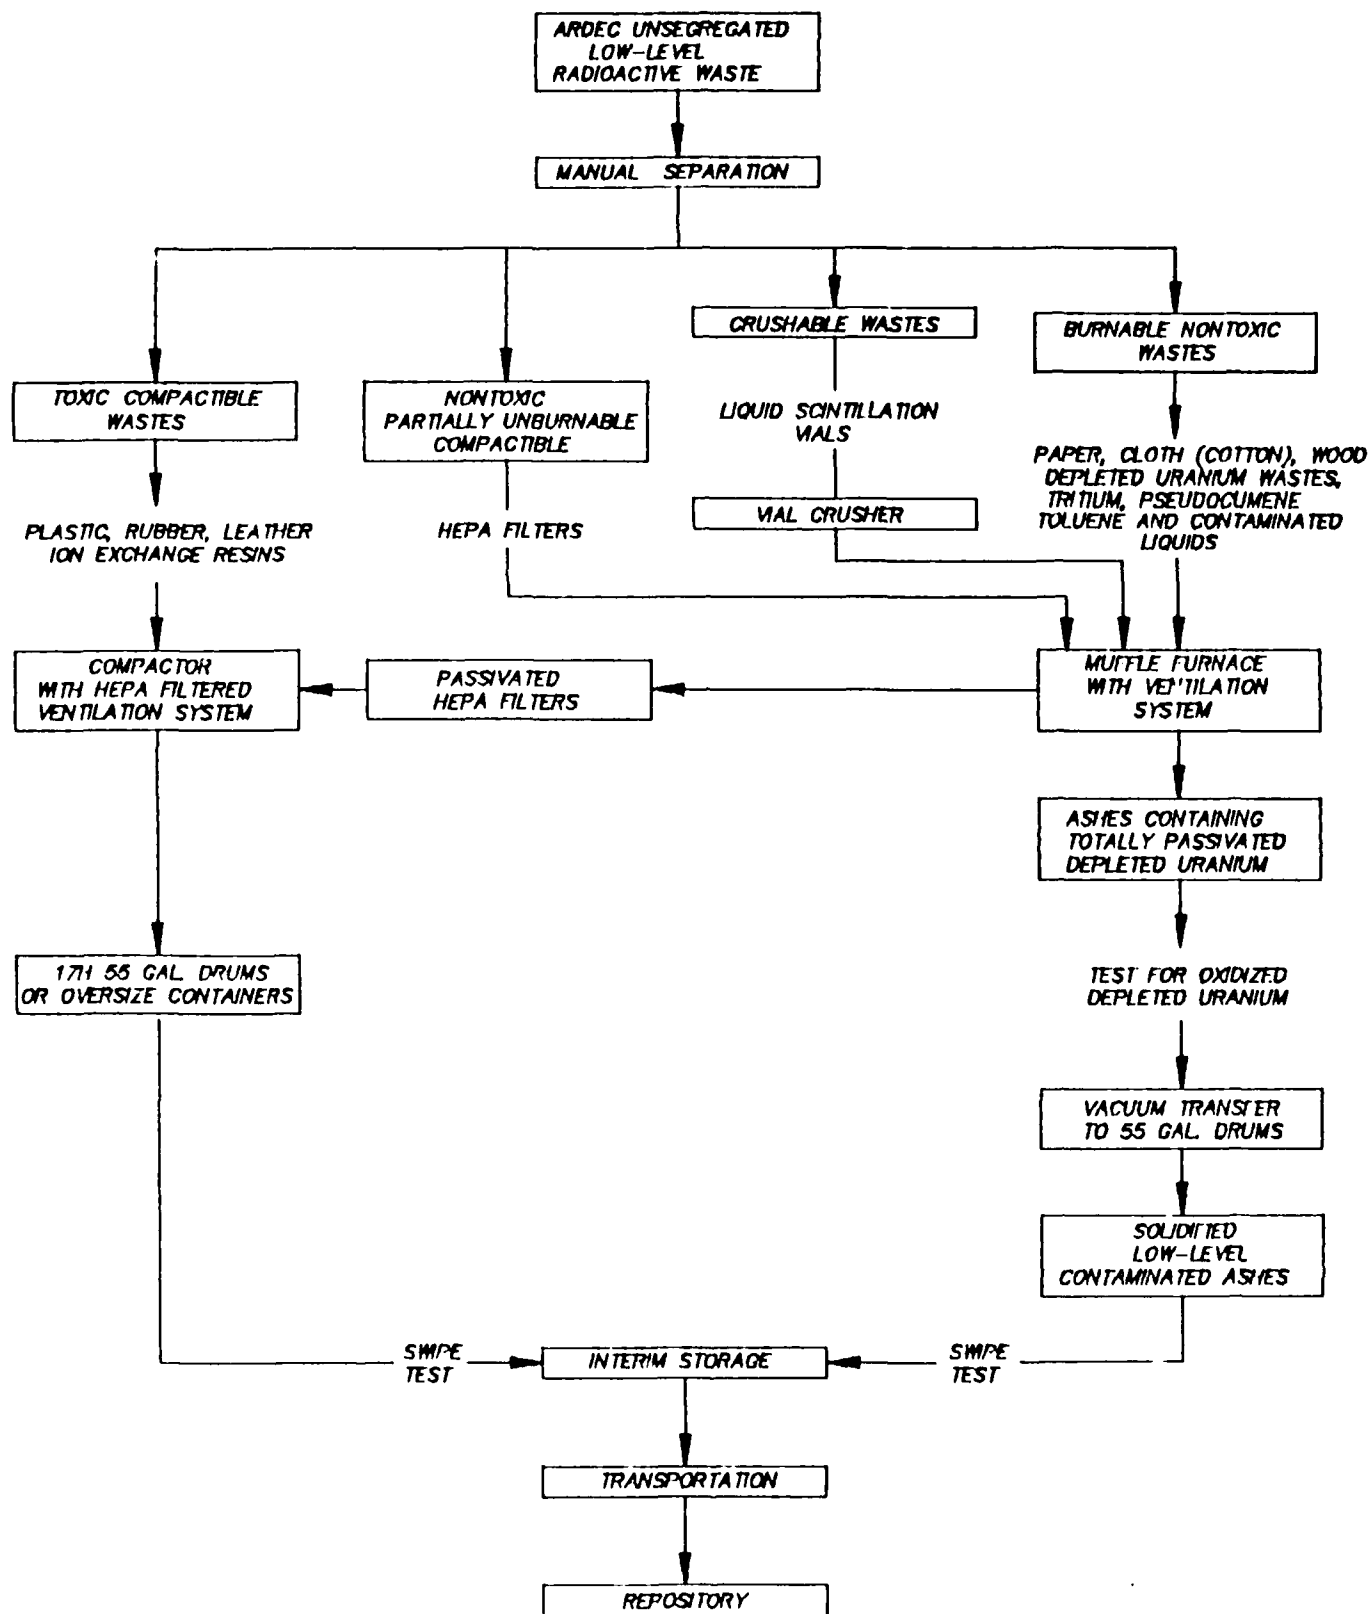 ARDEC UNSEGREGATED
LOW-LEVEL
RADIOACTIVE WASTE
MANUAL SEPARATION
TOXIC COMPACTIBLE
WASTES
NONTOXIC
PARTIALLY UNBURNABLE
COMPACTIBLE
CRUSHABLE WASTES
BURNABLE NONTOXIC
WASTES
PLASTIC, RUBBER, LEATHER
ION EXCHANGE RESINS
HEPA FILTERS
LIQUID SCINTILLATION
VIALS
VIAL CRUSHER
PAPER, CLOTH (COTTON), WOOD
DEPLETED URANIUM WASTES,
TRITIUM, PSEUDOCUMENE
TOLUENE AND CONTAMINATED
LIQUIDS
COMPACTOR
WITH HEPA FILTERED
VENTILATION SYSTEM
PASSIVATED
HEPA FILTERS
MUFFLE FURNACE
WITH VENTILATION
SYSTEM
ASHES CONTAINING
TOTALLY PASSIVATED
DEPLETED URANIUM
17H 55 GAL. DRUMS
OR OVERSIZE CONTAINERS
TEST FOR OXIDIZED
DEPLETED URANIUM
VACUUM TRANSFER
TO 55 GAL. DRUMS
SOLIDIFIED
LOW-LEVEL
CONTAMINATED ASHES
SWIPE
TEST
INTERIM STORAGE
SWIPE
TEST
TRANSPORTATION
REPOSITORY